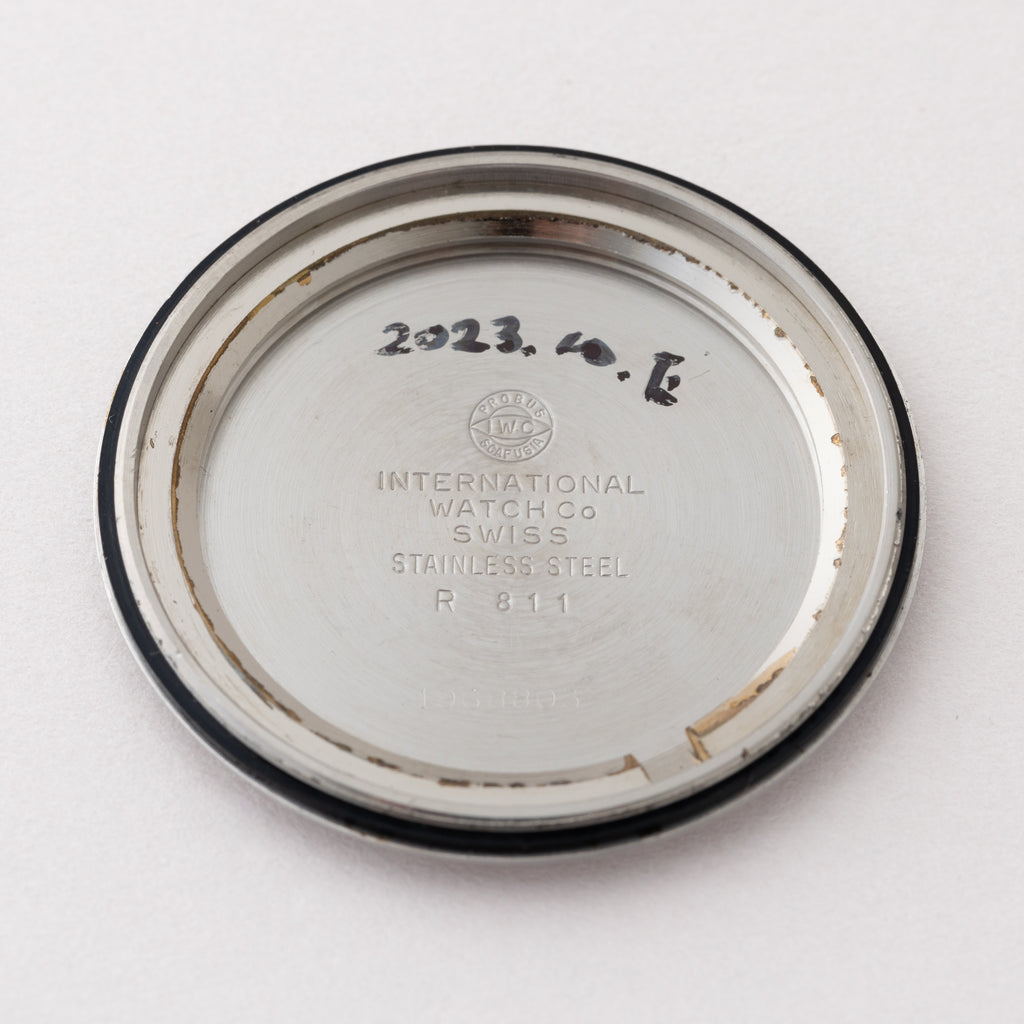 2023.10.E
PROBUS
IWC
SCAFUSIA
INTERNATIONAL
WATCH Co
SWISS
STAINLESS STEEL
R 811